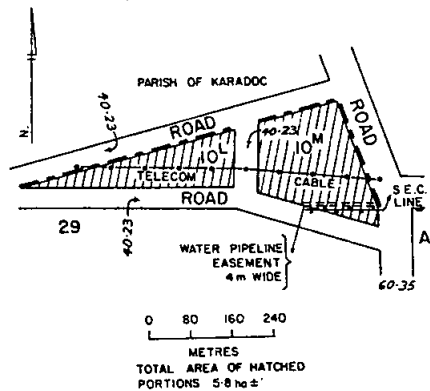 PARISH OF KARADOC
N.
40·23
ROAD
ROAD
40·23
10L
10M
TELECOM
CABLE
S.E.C.
LINE
ROAD
29
40·23
WATER PIPELINE
EASEMENT
4m WIDE
A
60·35
0 80 160 240
METRES
TOTAL AREA OF HATCHED
PORTIONS 5·8 ha ±